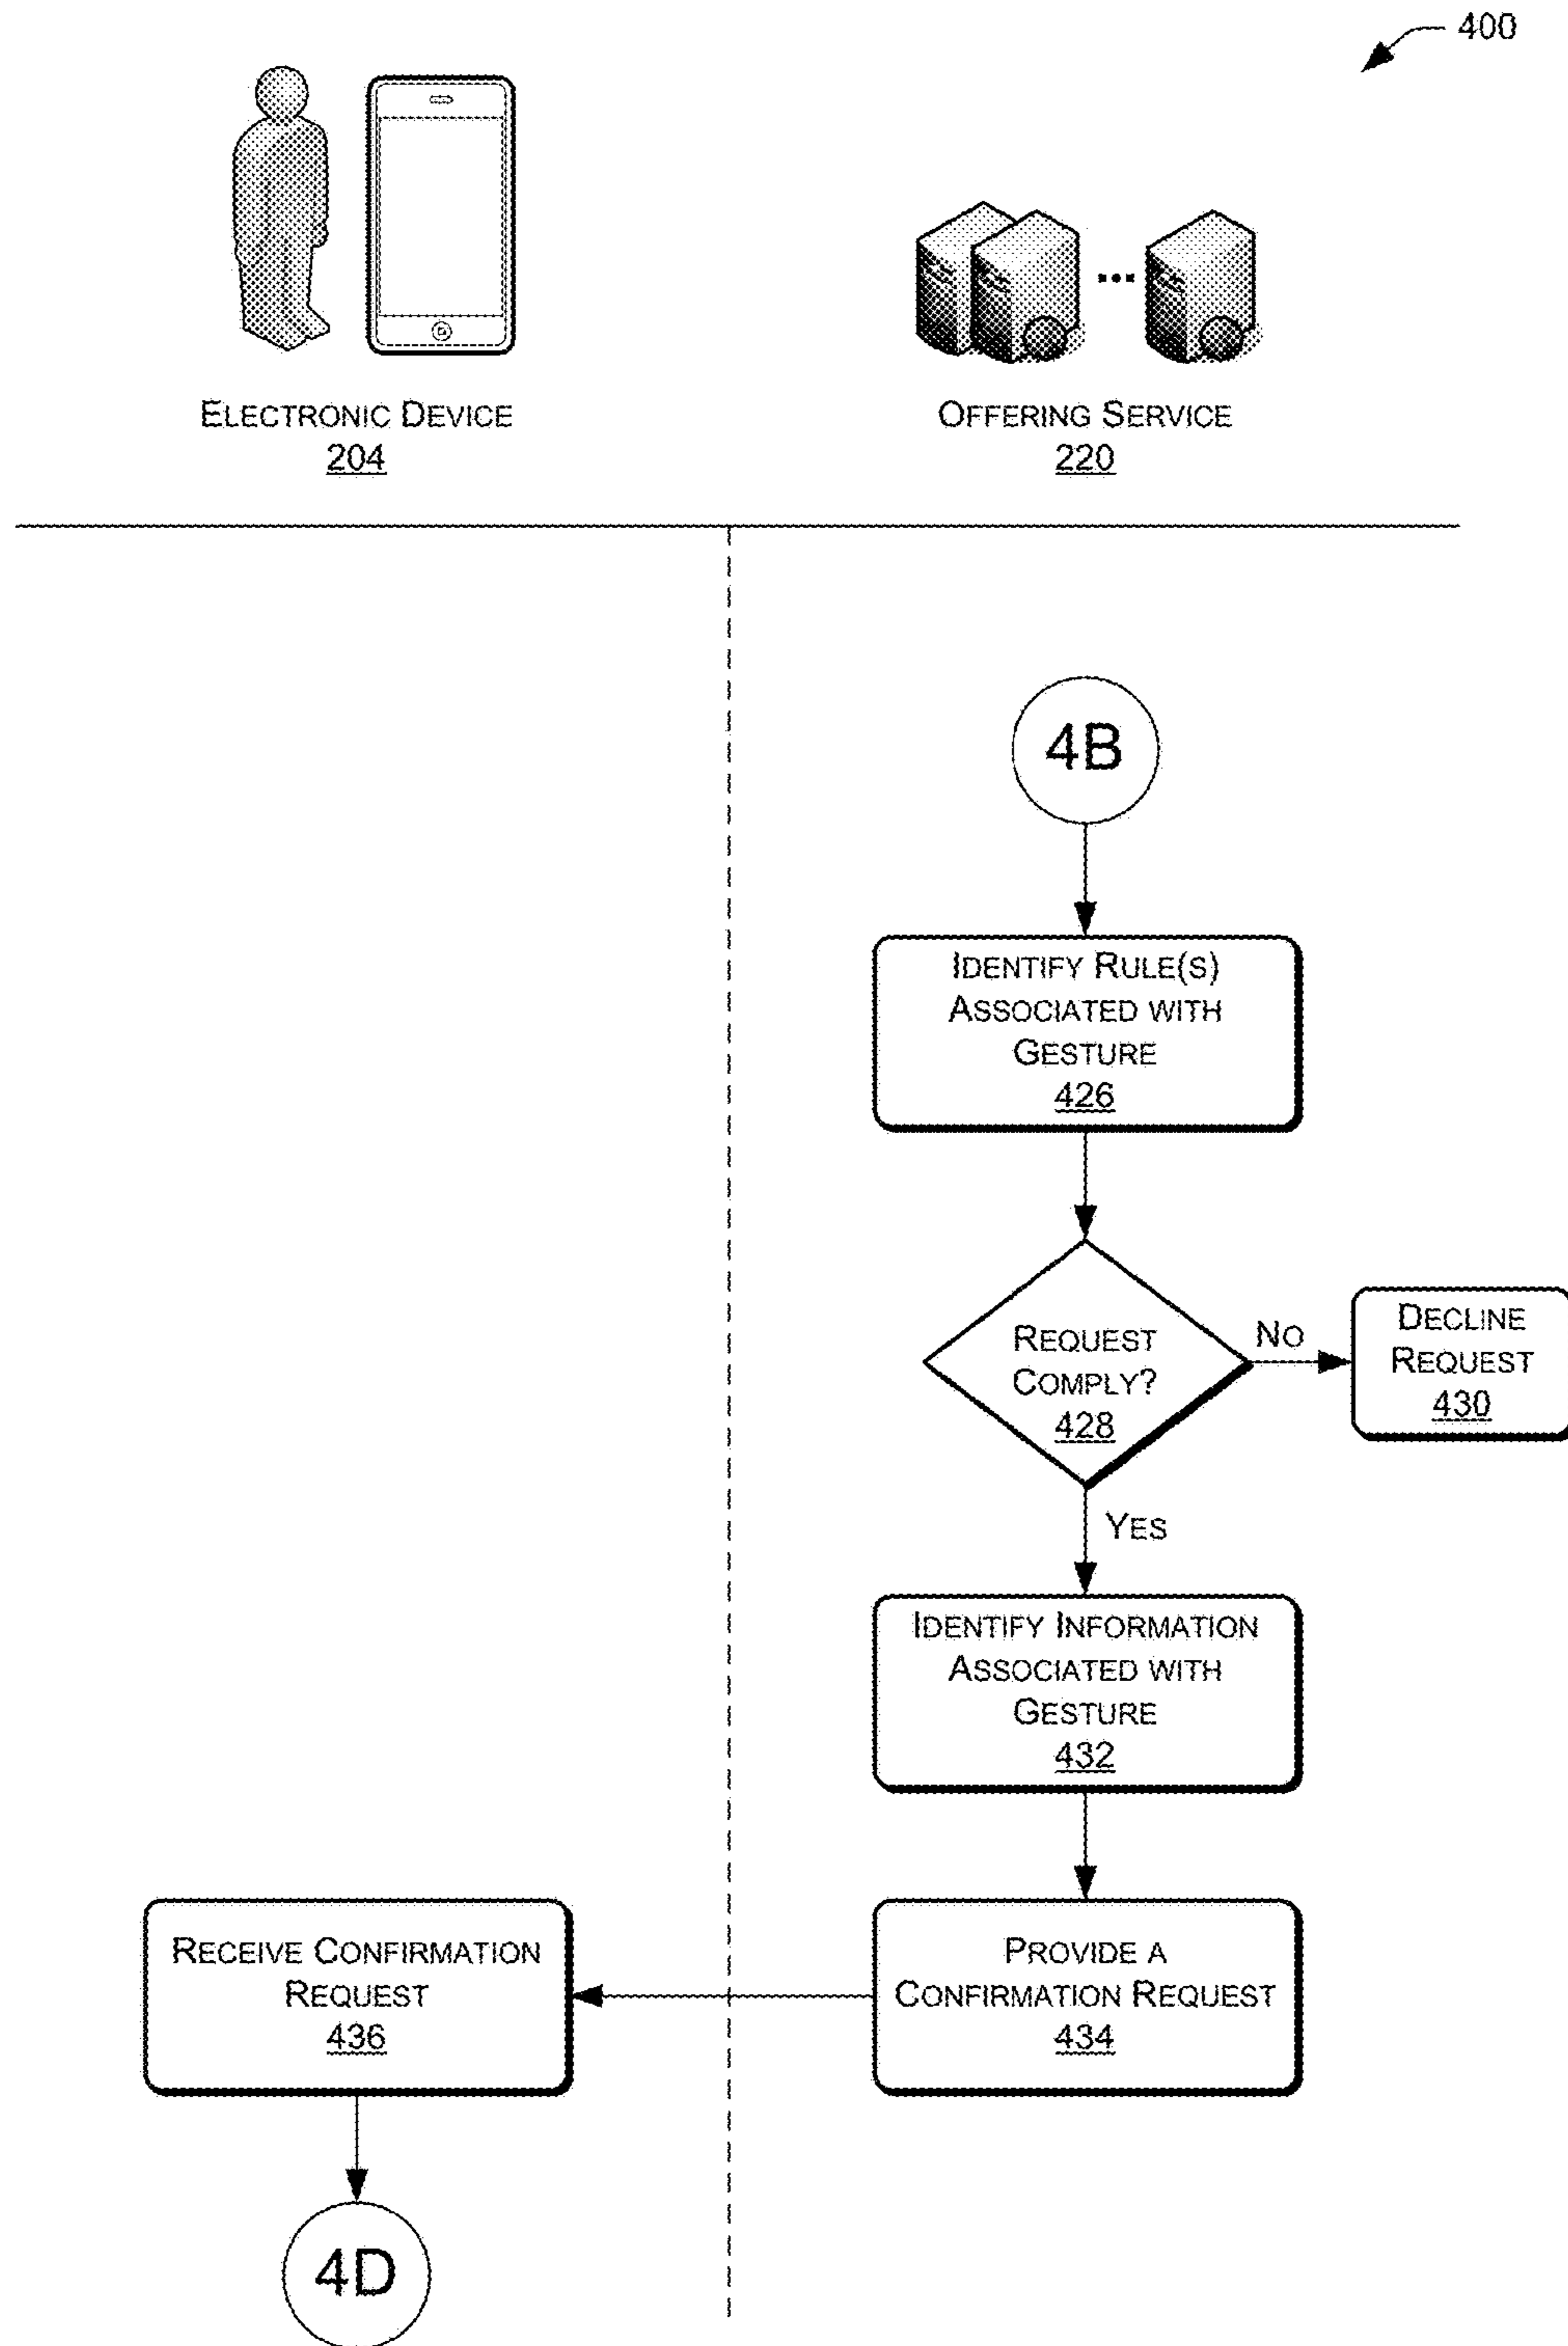 400
ELECTRONIC DEVICE
204
OFFERING SERVICE
220
4B
IDENTIFY RULE(S)
ASSOCIATED WITH
GESTURE
426
REQUEST
COMPLY?
428
NO
DECLINE
REQUEST
430
YES
IDENTIFY INFORMATION
ASSOCIATED WITH
GESTURE
432
PROVIDE A
CONFIRMATION REQUEST
434
RECEIVE CONFIRMATION
REQUEST
436
4D